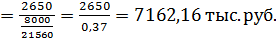 = 2650 / (8000 / 21560) = 2650 / 0,37 = 7162,16 тыс. руб.